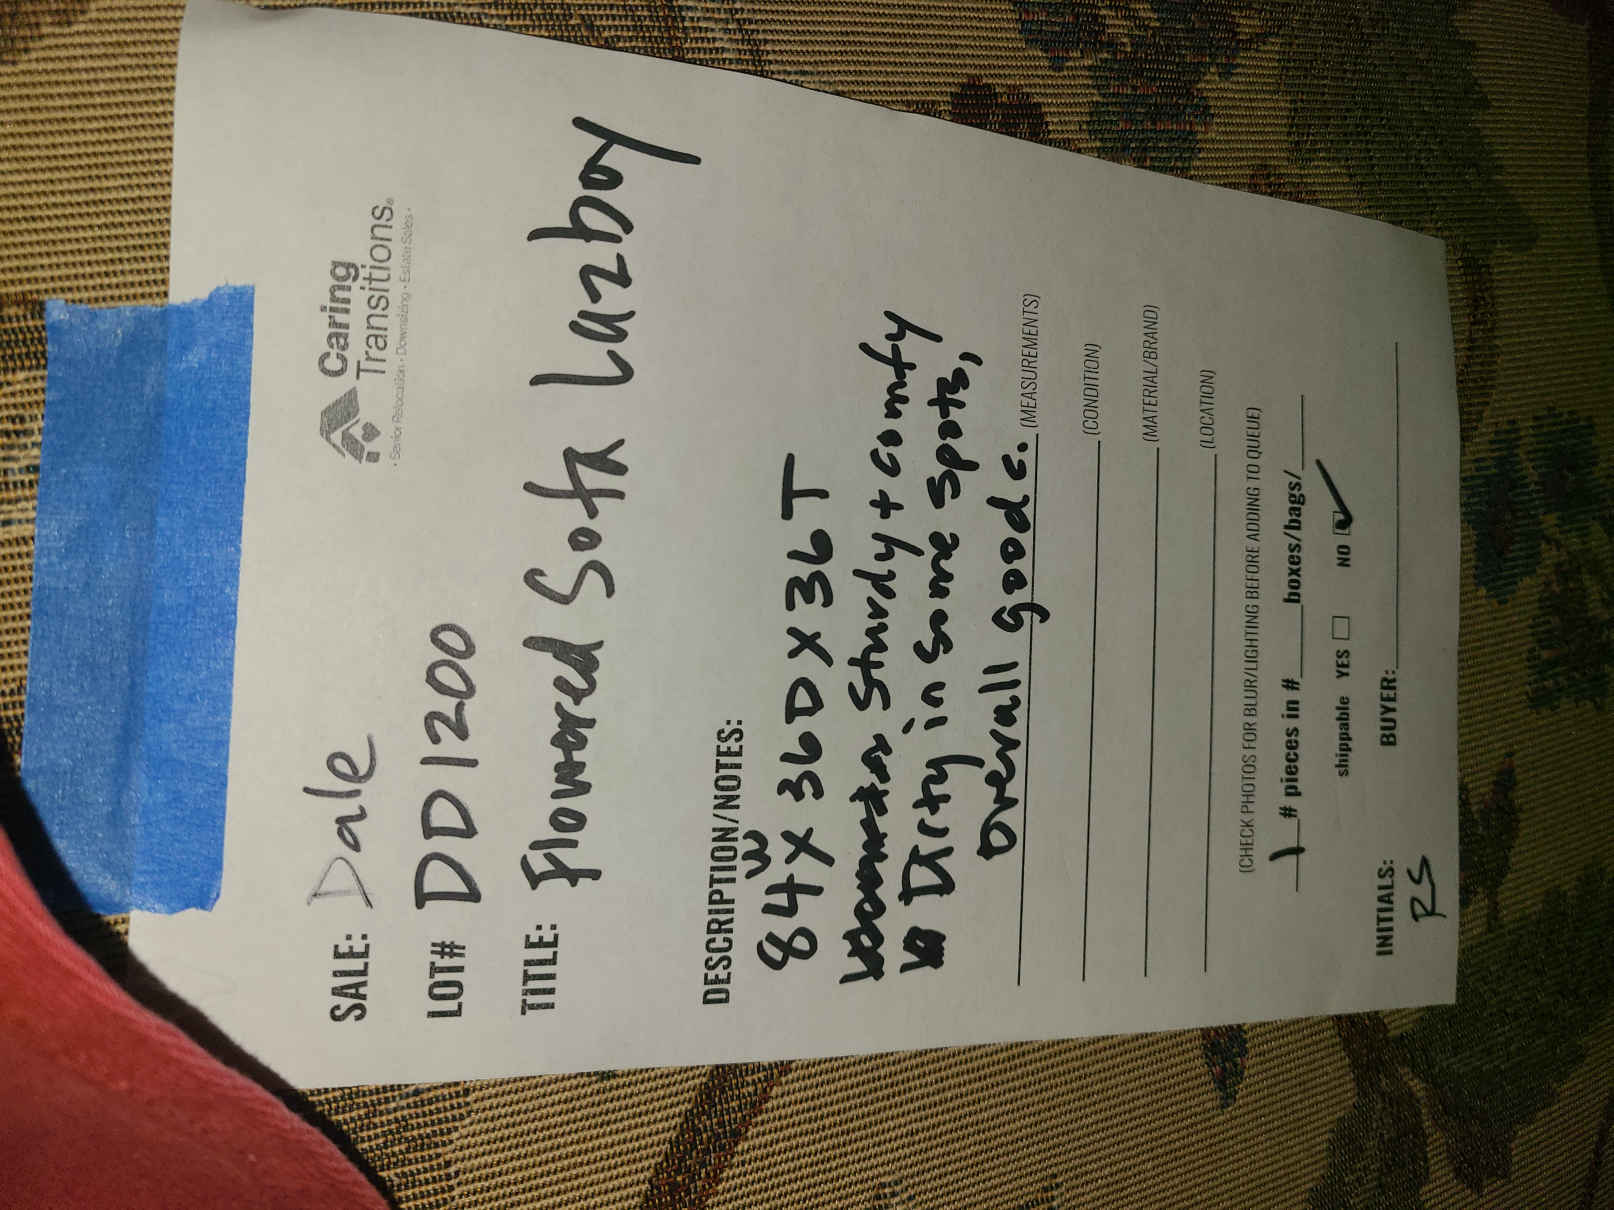 Caring
Transitions®
• Senior Relocation • Downsizing • Estate Sales •
SALE: Dale
LOT# DD1200
TITLE: Flowered Sofa Lazboy
DESCRIPTION/NOTES:
84 W X 36D X 36T
Sturdy + comfy
Dirty in some spots,
overall good c.
(MEASUREMENTS)
(CONDITION)
(MATERIAL/BRAND)
(LOCATION)
(CHECK PHOTOS FOR BLUR/LIGHTING BEFORE ADDING TO QUEUE)
1 # pieces in # boxes/bags/
shippable YES NO ✓
INITIALS: BUYER:
RS